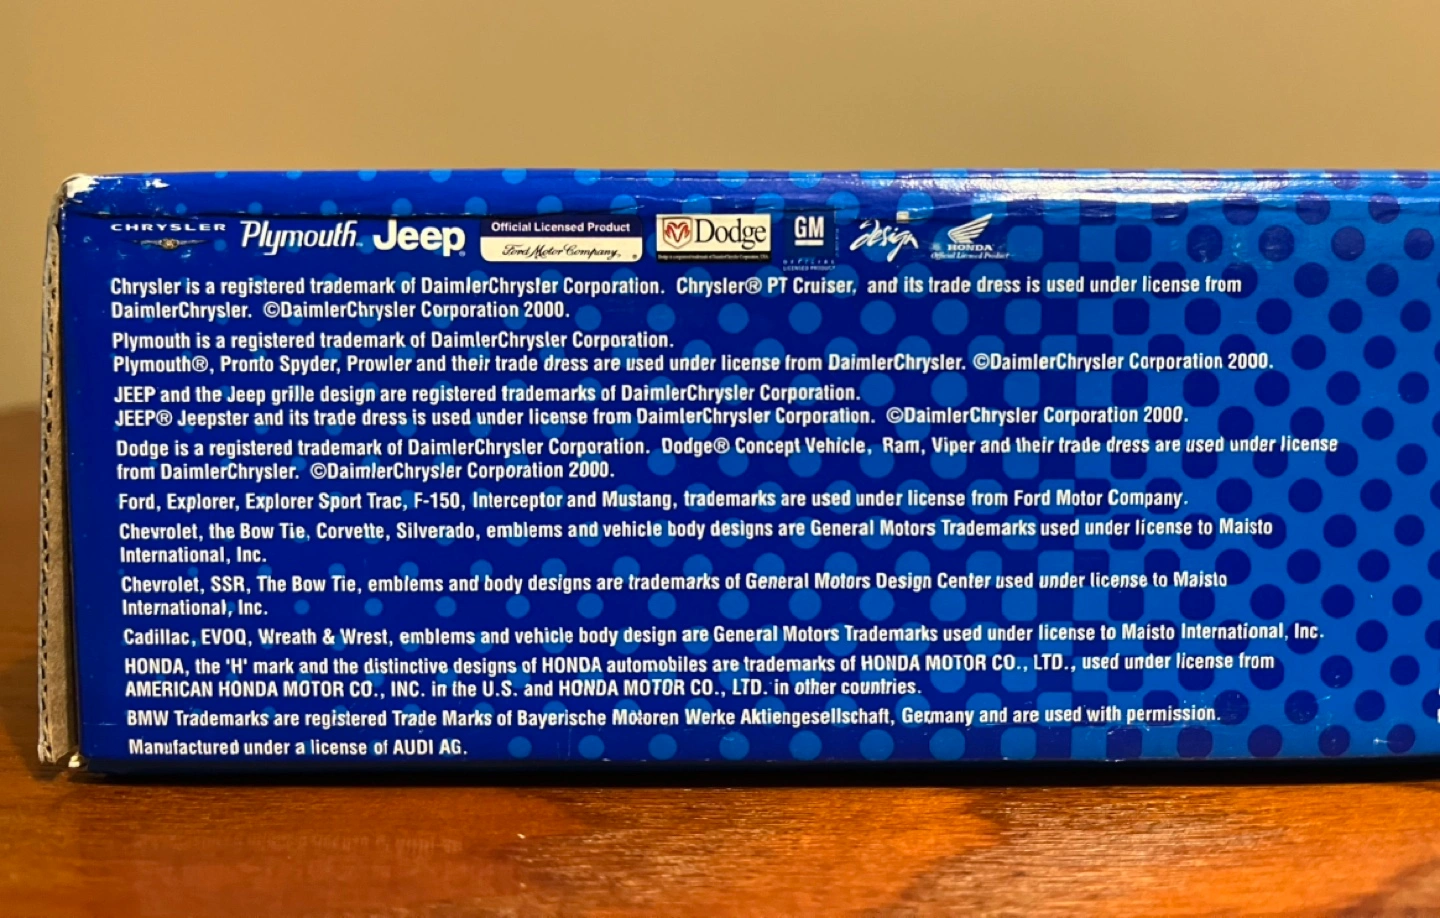 CHRYSLER Plymouth Jeep® Official Licensed Product Ford Motor Company Dodge GM design HONDA
OFFICIAL LICENSED PRODUCT Official Licensed Product
Chrysler is a registered trademark of DaimlerChrysler Corporation. Chrysler® PT Cruiser, and its trade dress is used under license from
DaimlerChrysler. ©DaimlerChrysler Corporation 2000.
Plymouth is a registered trademark of DaimlerChrysler Corporation.
Plymouth®, Pronto Spyder, Prowler and their trade dress are used under license from DaimlerChrysler. ©DaimlerChrysler Corporation 2000.
JEEP and the Jeep grille design are registered trademarks of DaimlerChrysler Corporation.
JEEP® Jeepster and its trade dress is used under license from DaimlerChrysler Corporation. ©DaimlerChrysler Corporation 2000.
Dodge is a registered trademark of DaimlerChrysler Corporation. Dodge® Concept Vehicle, Ram, Viper and their trade dress are used under license
from DaimlerChrysler. ©DaimlerChrysler Corporation 2000.
Ford, Explorer, Explorer Sport Trac, F-150, Interceptor and Mustang, trademarks are used under license from Ford Motor Company.
Chevrolet, the Bow Tie, Corvette, Silverado, emblems and vehicle body designs are General Motors Trademarks used under license to Maisto
International, Inc.
Chevrolet, SSR, The Bow Tie, emblems and body designs are trademarks of General Motors Design Center used under license to Maisto
International, Inc.
Cadillac, EVOQ, Wreath & Wrest, emblems and vehicle body design are General Motors Trademarks used under license to Maisto International, Inc.
HONDA, the 'H' mark and the distinctive designs of HONDA automobiles are trademarks of HONDA MOTOR CO., LTD., used under license from
AMERICAN HONDA MOTOR CO., INC. in the U.S. and HONDA MOTOR CO., LTD. in other countries.
BMW Trademarks are registered Trade Marks of Bayerische Motoren Werke Aktiengesellschaft, Germany and are used with permission.
Manufactured under a license of AUDI AG.